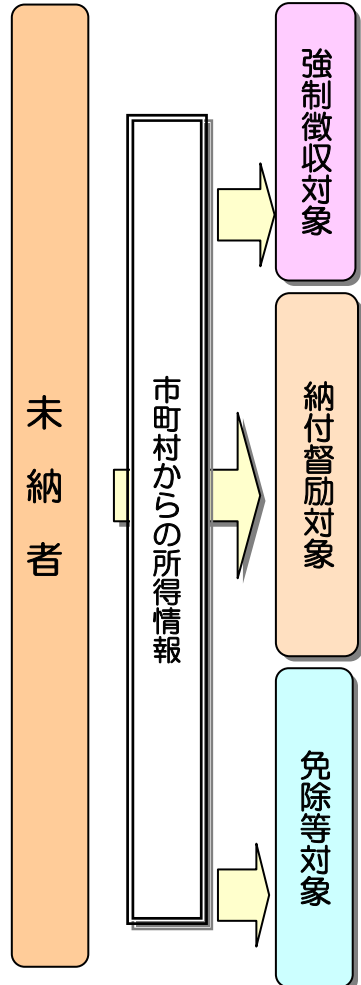 未納者
市町村からの所得情報
強制徴収対象
納付督励対象
免除等対象